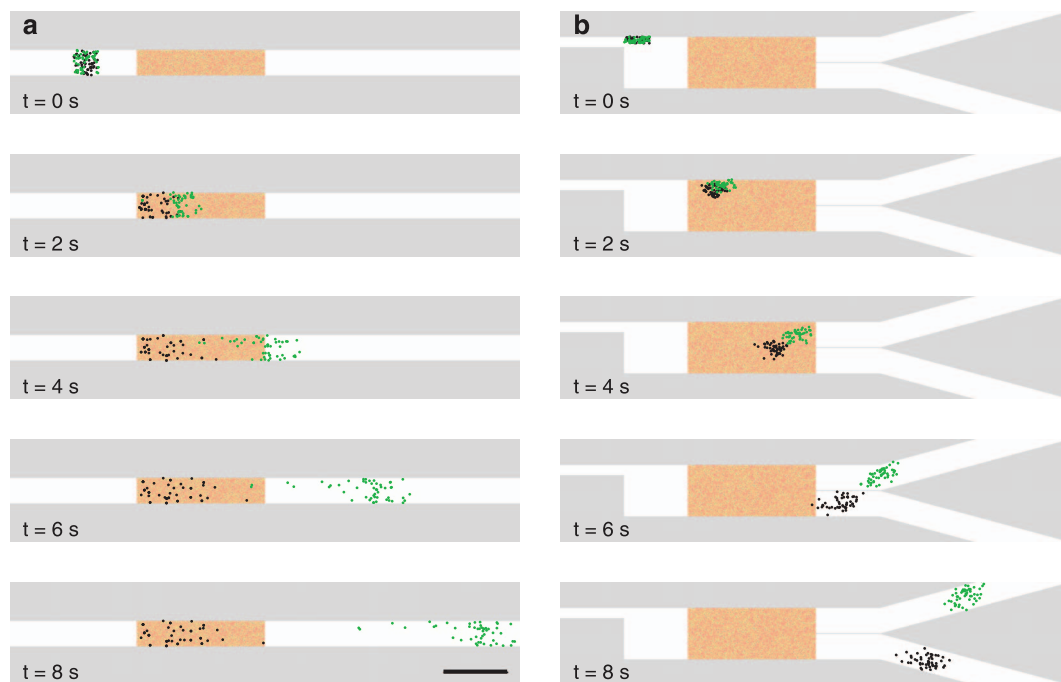 a
t = 0 s
t = 2 s
t = 4 s
t = 6 s
t = 8 s
b
t = 0 s
t = 2 s
t = 4 s
t = 6 s
t = 8 s